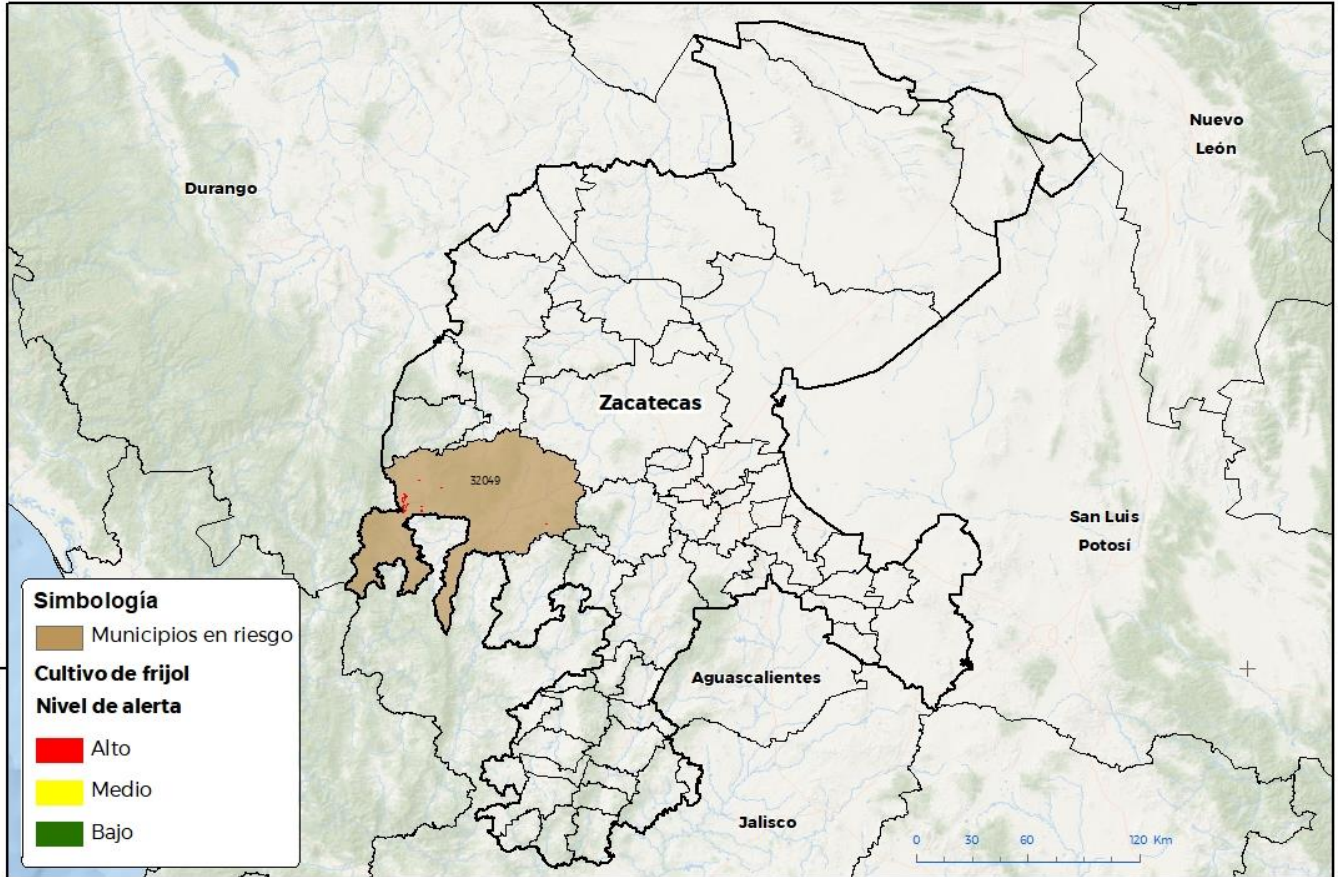 Nuevo
León
Durango
Zacatecas
32049
San Luis
Potosí
Simbología
Municipios en riesgo
Cultivo de frijol
Nivel de alerta
Alto
Medio
Bajo
Aguascalientes
Jalisco
0 30 60 120 Km